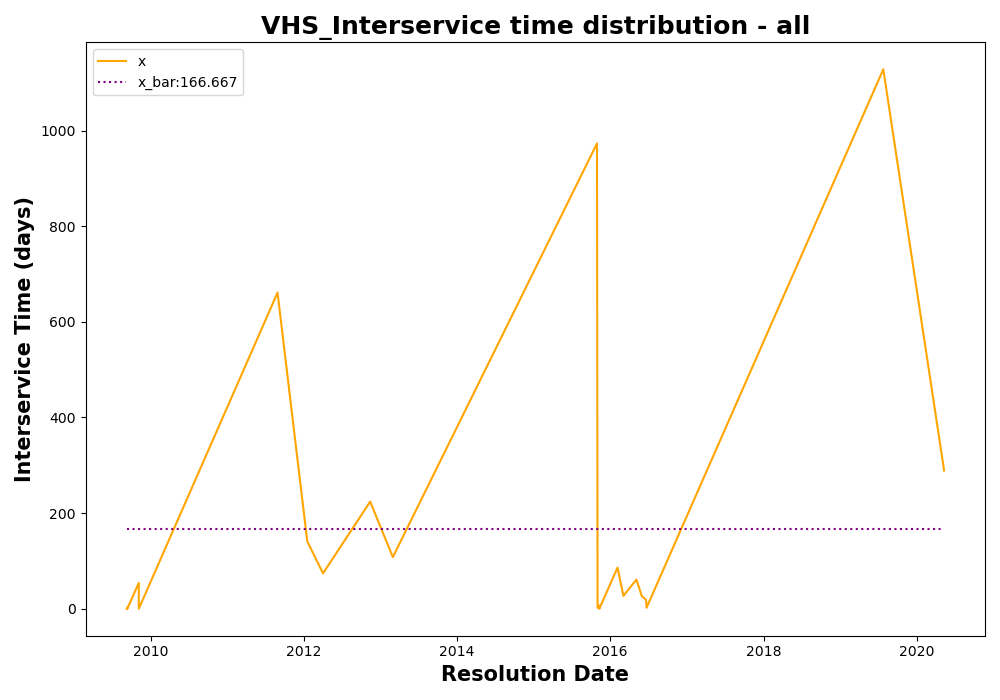 VHS_Interservice time distribution - all
x
x_bar:166.667
Interservice Time (days)
1000
800
600
400
200
0
2010 2012 2014 2016 2018 2020
Resolution Date